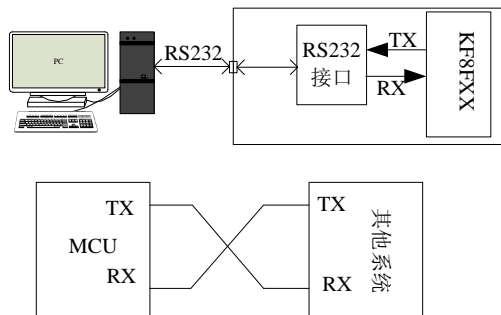 PC
RS232
RS232
接口
TX
RX
KF8FXX
TX
MCU
RX
TX
RX
其他系统